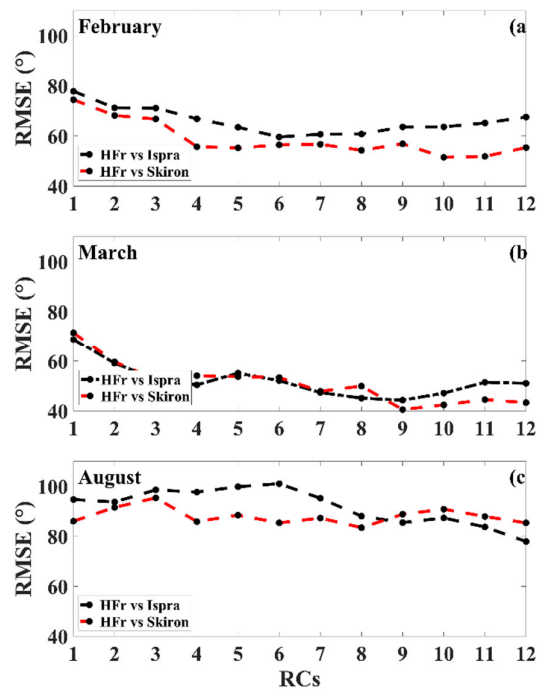 February (a
RMSE (°)
100
80
60
40
HFr vs Ispra
HFr vs Skiron
1 2 3 4 5 6 7 8 9 10 11 12
March (b
RMSE (°)
100
80
60
40
HFr vs Ispra
HFr vs Skiron
1 2 3 4 5 6 7 8 9 10 11 12
August (c
RMSE (°)
100
80
60
40
HFr vs Ispra
HFr vs Skiron
1 2 3 4 5 6 7 8 9 10 11 12
RCs